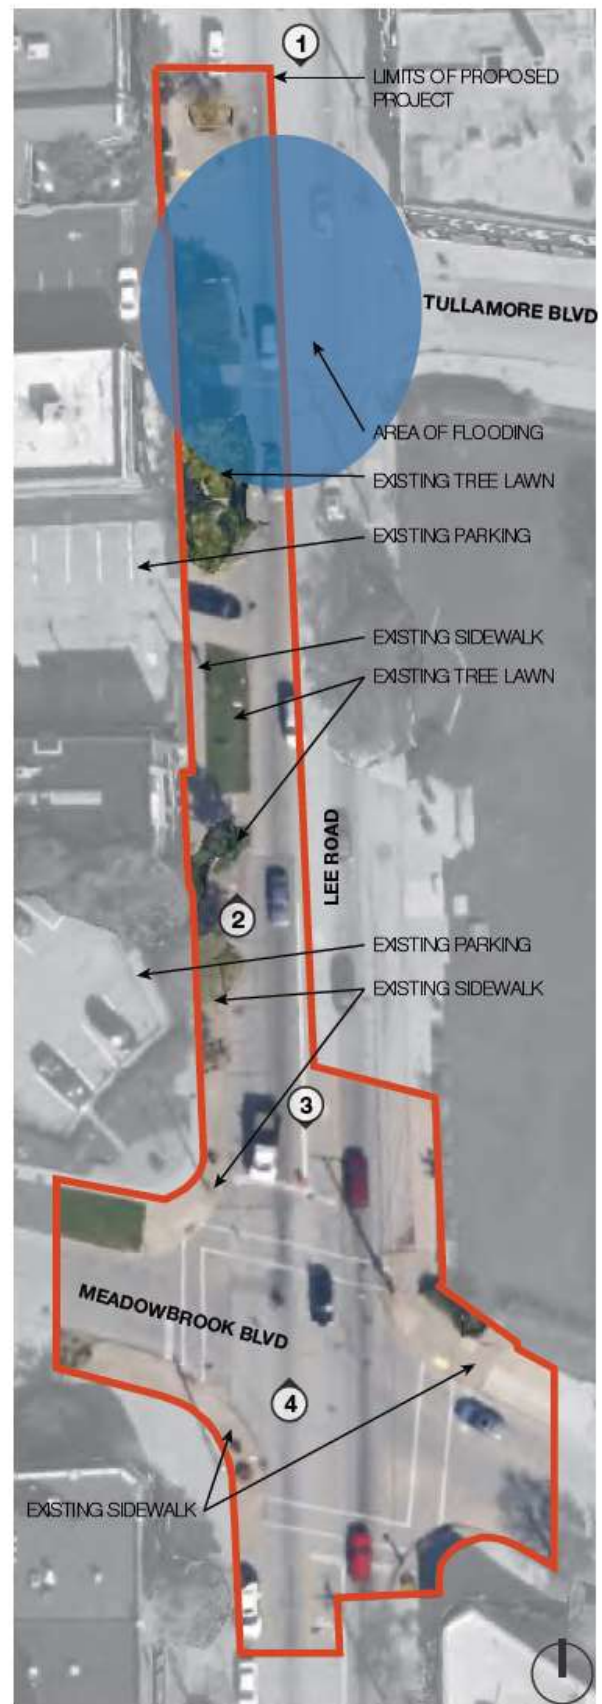 1
LIMITS OF PROPOSED
PROJECT
TULLAMORE BLVD
AREA OF FLOODING
EXISTING TREE LAWN
EXISTING PARKING
EXISTING SIDEWALK
EXISTING TREE LAWN
LEE ROAD
2
EXISTING PARKING
EXISTING SIDEWALK
3
MEADOWBROOK BLVD
4
EXISTING SIDEWALK